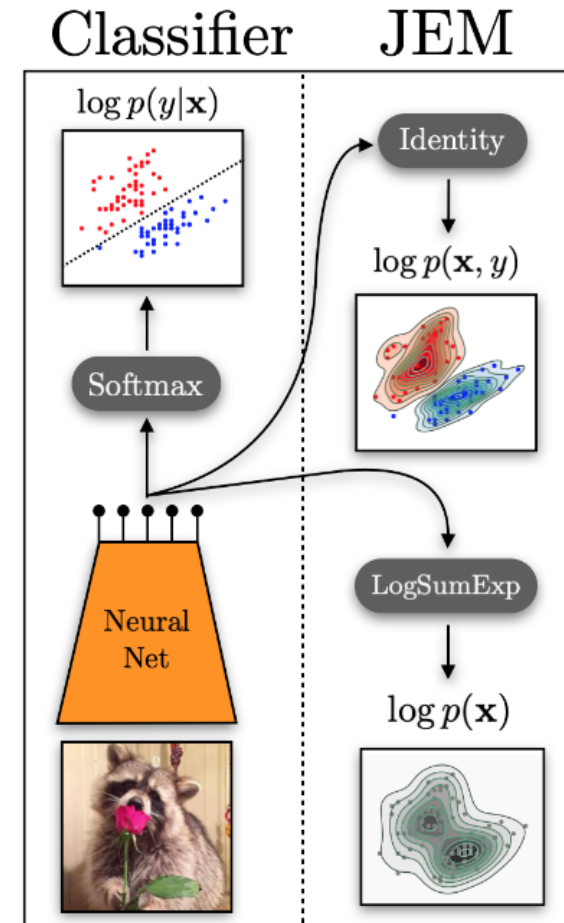 Classifier
JEM
log p(y|x)
Identity
log p(x, y)
Softmax
LogSumExp
Neural
Net
log p(x)